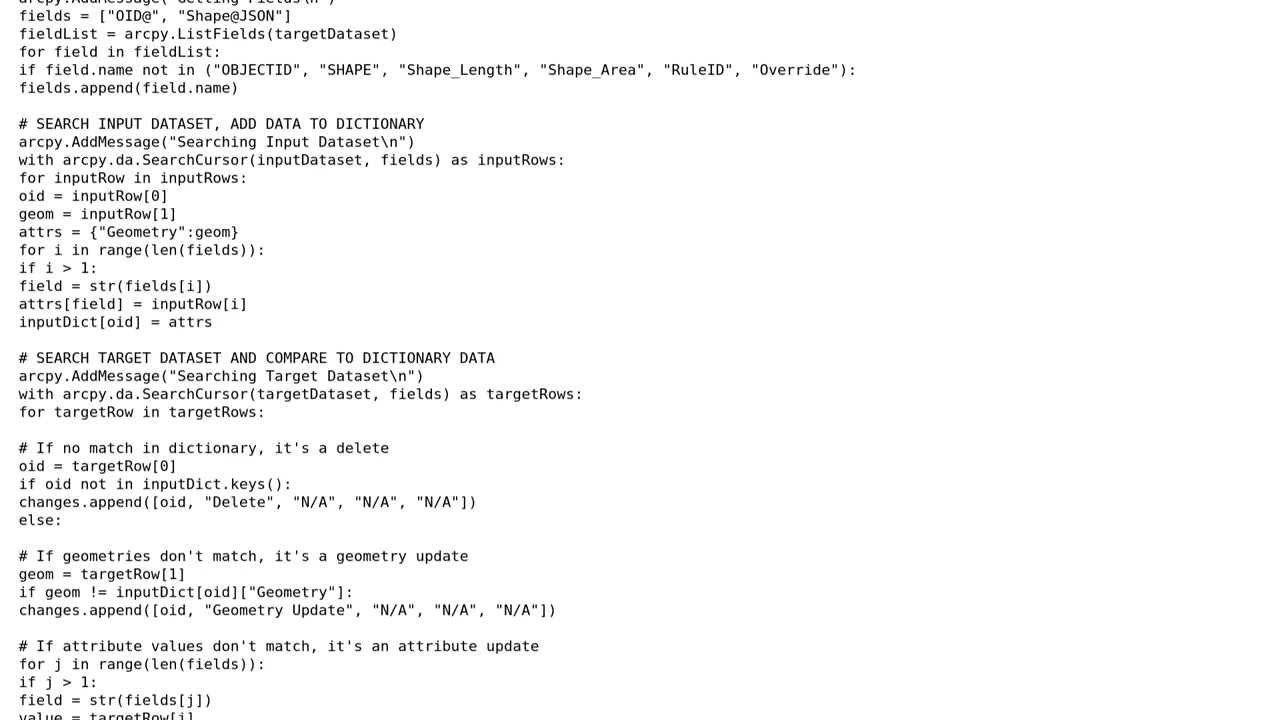 arcpy.AddMessage("Getting Fields\n")
fields = ["OID@", "Shape@JSON"]
fieldList = arcpy.ListFields(targetDataset)
for field in fieldList:
if field.name not in ("OBJECTID", "SHAPE", "Shape_Length", "Shape_Area", "RuleID", "Override"):
fields.append(field.name)
# SEARCH INPUT DATASET, ADD DATA TO DICTIONARY
arcpy.AddMessage("Searching Input Dataset\n")
with arcpy.da.SearchCursor(inputDataset, fields) as inputRows:
for inputRow in inputRows:
oid = inputRow[0]
geom = inputRow[1]
attrs = {"Geometry":geom}
for i in range(len(fields)):
if i > 1:
field = str(fields[i])
attrs[field] = inputRow[i]
inputDict[oid] = attrs
# SEARCH TARGET DATASET AND COMPARE TO DICTIONARY DATA
arcpy.AddMessage("Searching Target Dataset\n")
with arcpy.da.SearchCursor(targetDataset, fields) as targetRows:
for targetRow in targetRows:
# If no match in dictionary, it's a delete
oid = targetRow[0]
if oid not in inputDict.keys():
changes.append([oid, "Delete", "N/A", "N/A", "N/A"])
else:
# If geometries don't match, it's a geometry update
geom = targetRow[1]
if geom != inputDict[oid]["Geometry"]:
changes.append([oid, "Geometry Update", "N/A", "N/A", "N/A"])
# If attribute values don't match, it's an attribute update
for j in range(len(fields)):
if j > 1:
field = str(fields[j])
value = targetRow[j]